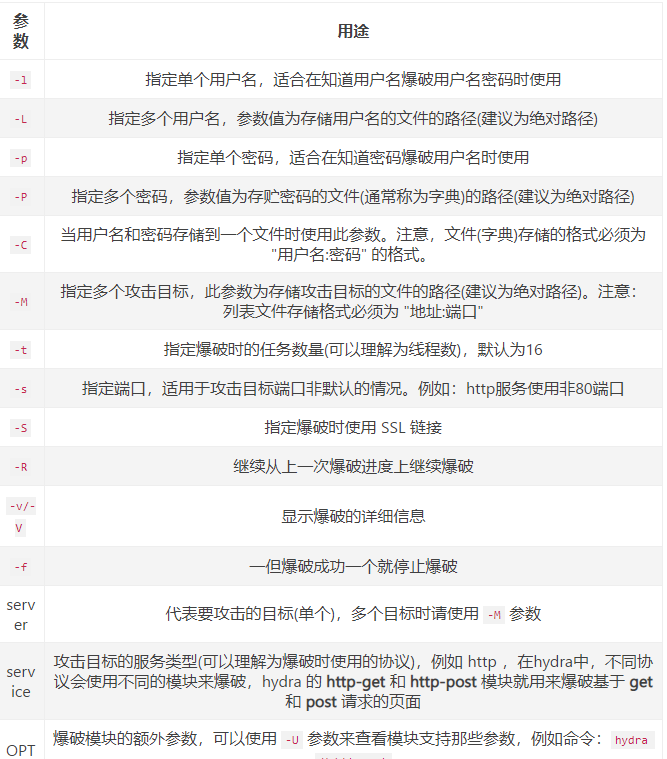 参
数
用途
-l
指定单个用户名，适合在知道用户名爆破用户名密码时使用
-L
指定多个用户名，参数值为存储用户名的文件的路径(建议为绝对路径)
-p
指定单个密码，适合在知道密码爆破用户名时使用
-P
指定多个密码，参数值为存贮密码的文件(通常称为字典)的路径(建议为绝对路径)
-C
当用户名和密码存储到一个文件时使用此参数。注意，文件(字典)存储的格式必须为
"用户名:密码" 的格式。
-M
指定多个攻击目标，此参数为存储攻击目标的文件的路径(建议为绝对路径)。注意：
列表文件存储格式必须为 "地址:端口"
-t
指定爆破时的任务数量(可以理解为线程数)，默认为16
-s
指定端口，适用于攻击目标端口非默认的情况。例如：http服务使用非80端口
-S
指定爆破时使用 SSL 链接
-R
继续从上一次爆破进度上继续爆破
-v/-
V
显示爆破的详细信息
-f
一但爆破成功一个就停止爆破
serv
er
代表要攻击的目标(单个)，多个目标时请使用 -M 参数
serv
ice
攻击目标的服务类型(可以理解为爆破时使用的协议)，例如 http ，在hydra中，不同协
议会使用不同的模块来爆破，hydra 的 http-get 和 http-post 模块就用来爆破基于 get
和 post 请求的页面
OPT
爆破模块的额外参数，可以使用 -U 参数来查看模块支持那些参数，例如命令： hydra